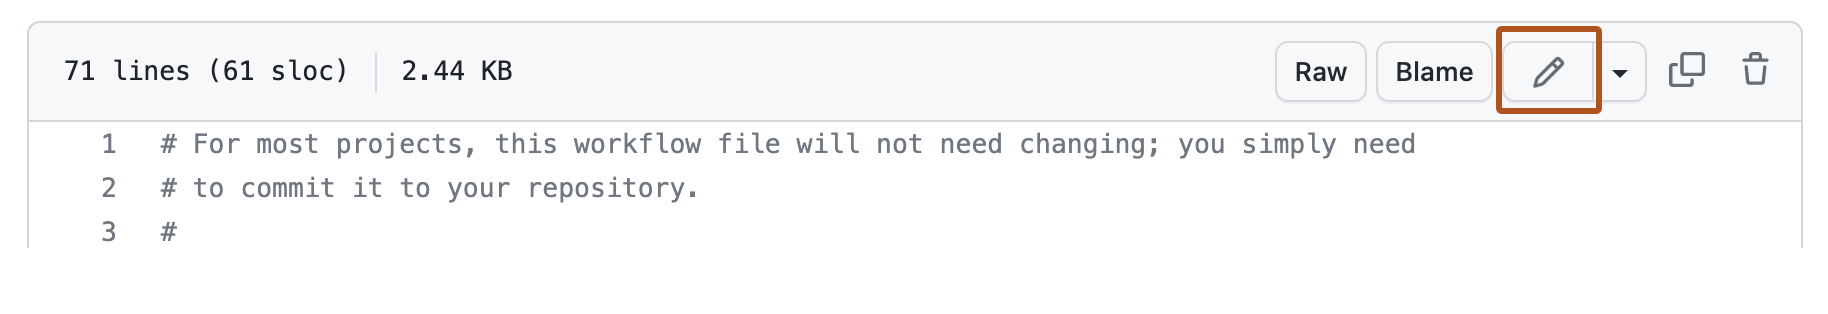 71 lines (61 sloc) 2.44 KB Raw Blame
1 # For most projects, this workflow file will not need changing; you simply need
2 # to commit it to your repository.
3 #